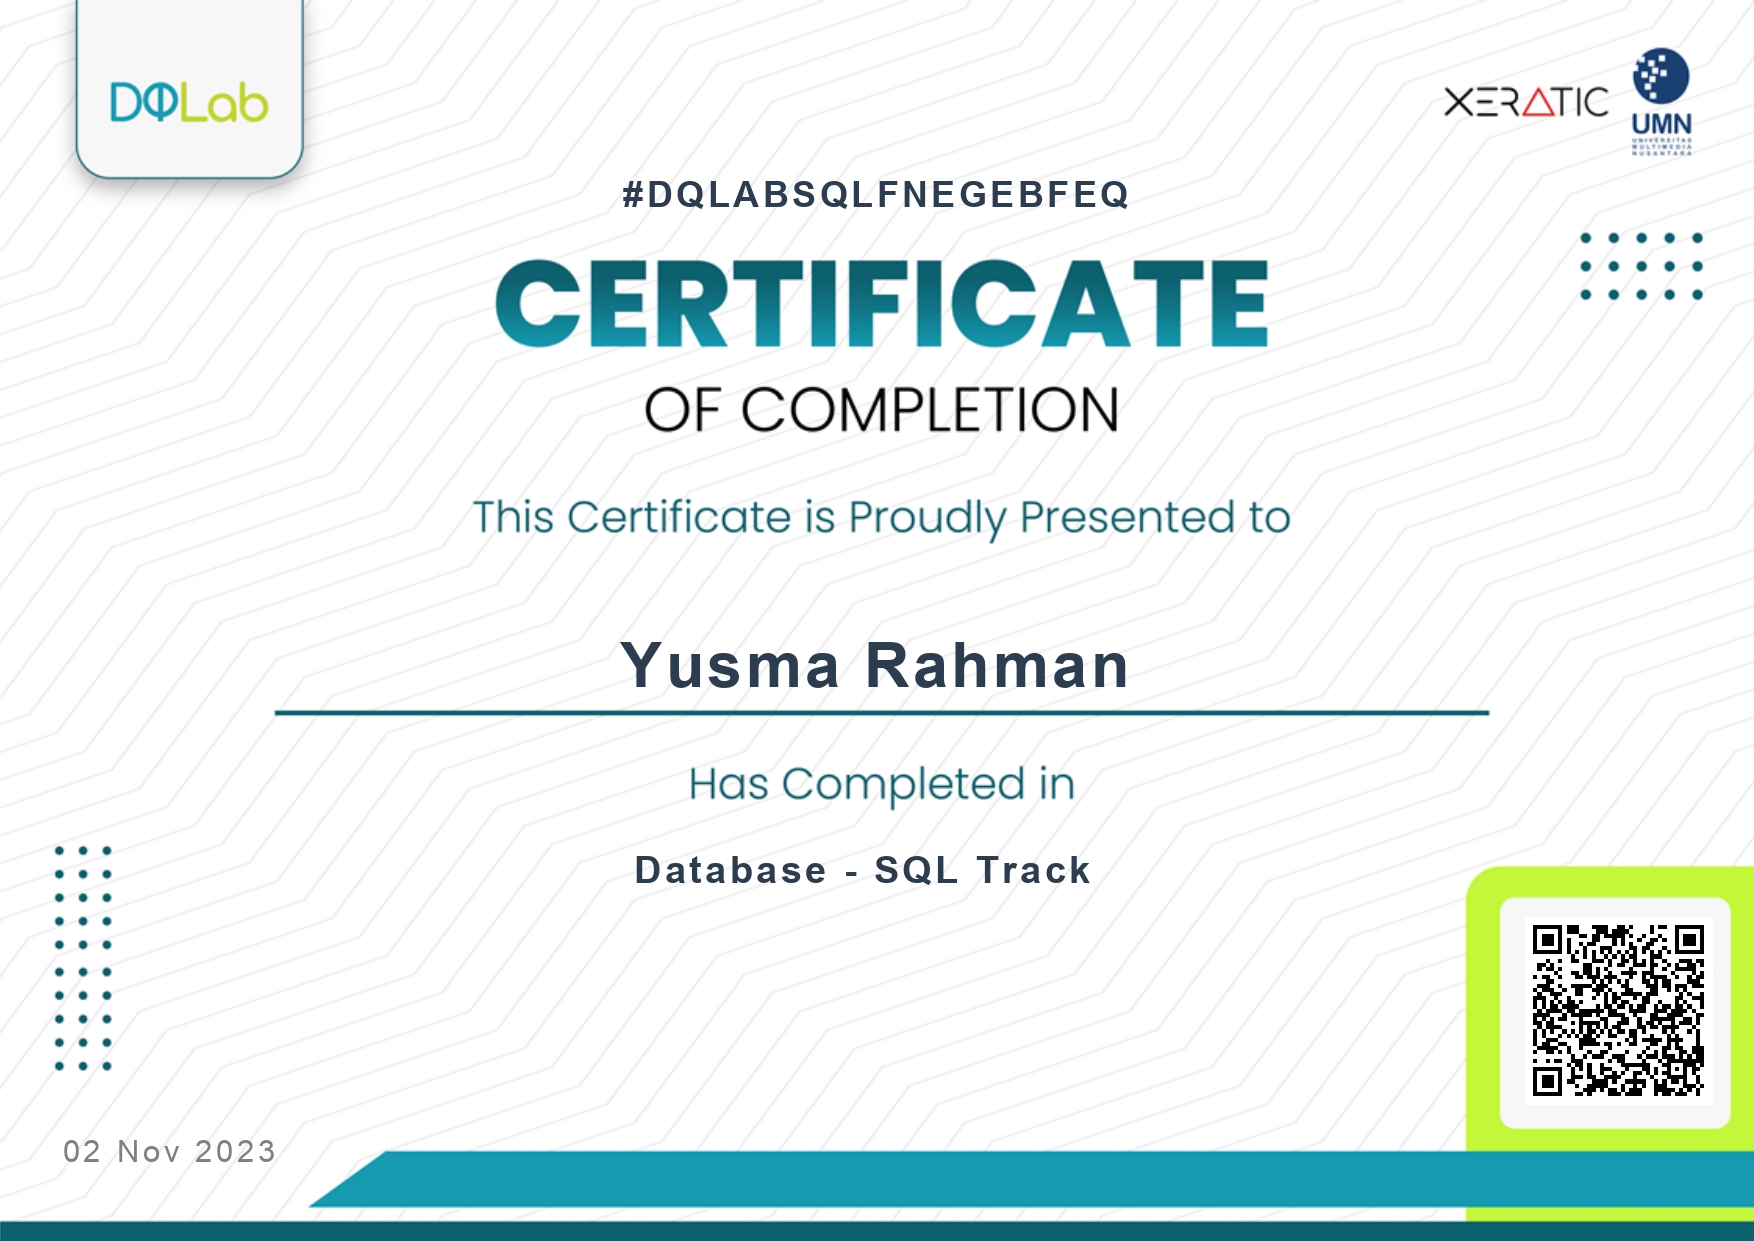 DQLab
XERATIC
UMN
UNIVERSITAS
MULTIMEDIA
NUSANTARA
#DQLABSQLFNEGEBFEQ
CERTIFICATE
OF COMPLETION
This Certificate is Proudly Presented to
Yusma Rahman
Has Completed in
Database - SQL Track
02 Nov 2023